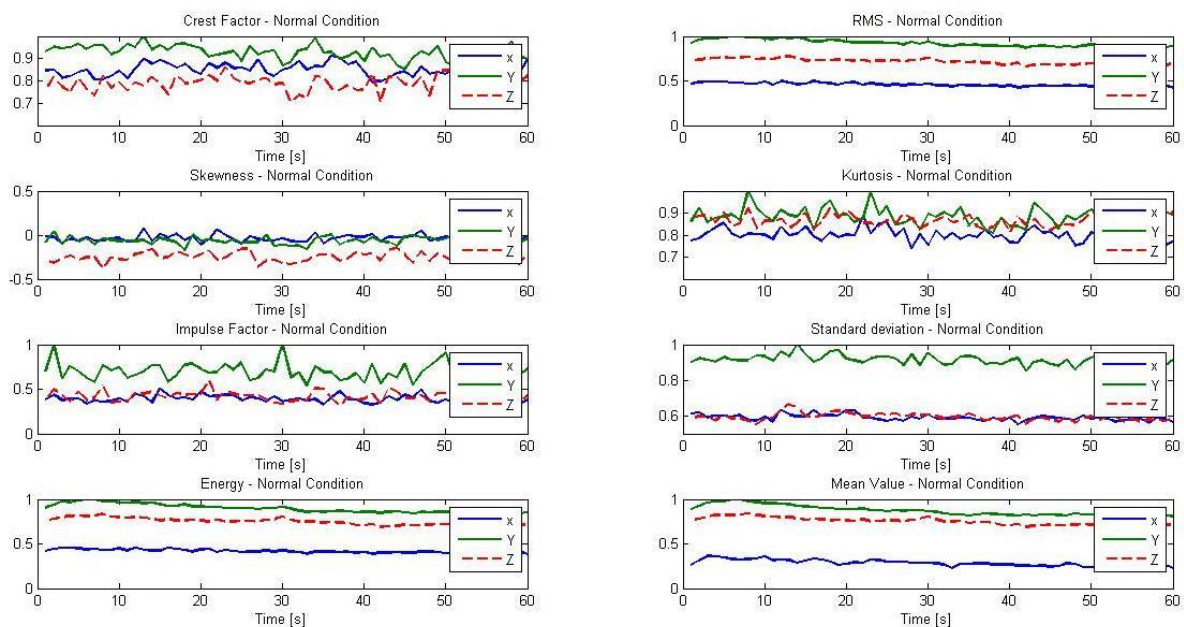 Crest Factor - Normal Condition
0.9
0.8
0.7
0 10 20 30 40 50 60
Time [s]
x
Y
Z
RMS - Normal Condition
1
0.5
0
0 10 20 30 40 50 60
Time [s]
x
Y
Z
Skewness - Normal Condition
0.5
0
-0.5
0 10 20 30 40 50 60
Time [s]
x
Y
Z
Kurtosis - Normal Condition
0.9
0.8
0.7
0 10 20 30 40 50 60
Time [s]
x
Y
Z
Impulse Factor - Normal Condition
1
0.5
0
0 10 20 30 40 50 60
Time [s]
x
Y
Z
Standard deviation - Normal Condition
1
0.8
0.6
0 10 20 30 40 50 60
Time [s]
x
Y
Z
Energy - Normal Condition
1
0.5
0
0 10 20 30 40 50 60
Time [s]
x
Y
Z
Mean Value - Normal Condition
1
0.5
0
0 10 20 30 40 50 60
Time [s]
x
Y
Z